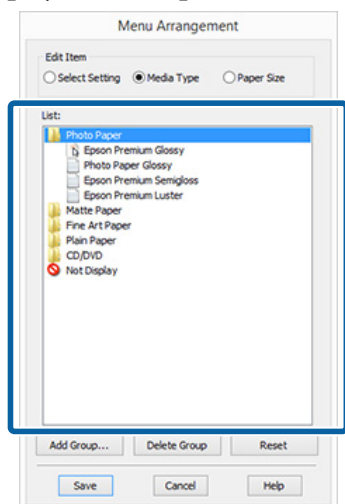 Menu Arrangement
Edit Item
Select Setting Media Type Paper Size
List:
Photo Paper
Epson Premium Glossy
Photo Paper Glossy
Epson Premium Semigloss
Epson Premium Luster
Matte Paper
Fine Art Paper
Plain Paper
CD/DVD
Not Display
Add Group... Delete Group Reset
Save Cancel Help